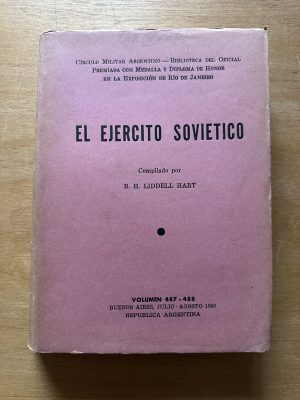 CÍRCULO MILITAR ARGENTINO — BIBLIOTECA DEL OFICIAL
PREMIADA CON MEDALLA Y DIPLOMA DE HONOR
EN LA EXPOSICIÓN DE RÍO DE JANEIRO
EL EJERCITO SOVIETICO
Compilado por
B. H. LIDDELL HART
VOLUMEN 487 - 488
BUENOS AIRES, JULIO - AGOSTO 1959
REPUBLICA ARGENTINA